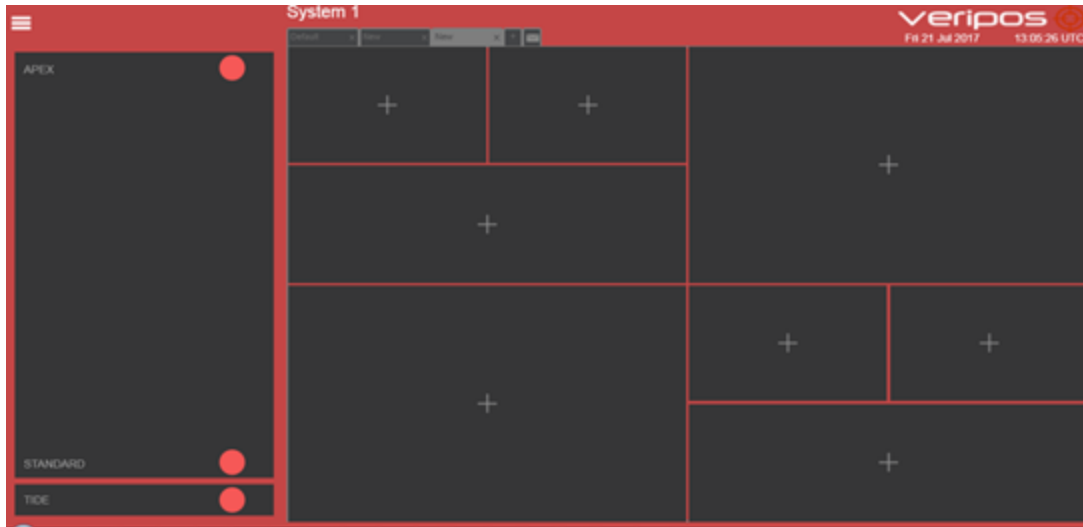 System 1
veripos
Fri 21 Jul 2017 13:05:26 UTC
Default x New x New x +
APEX
STANDARD
TIDE